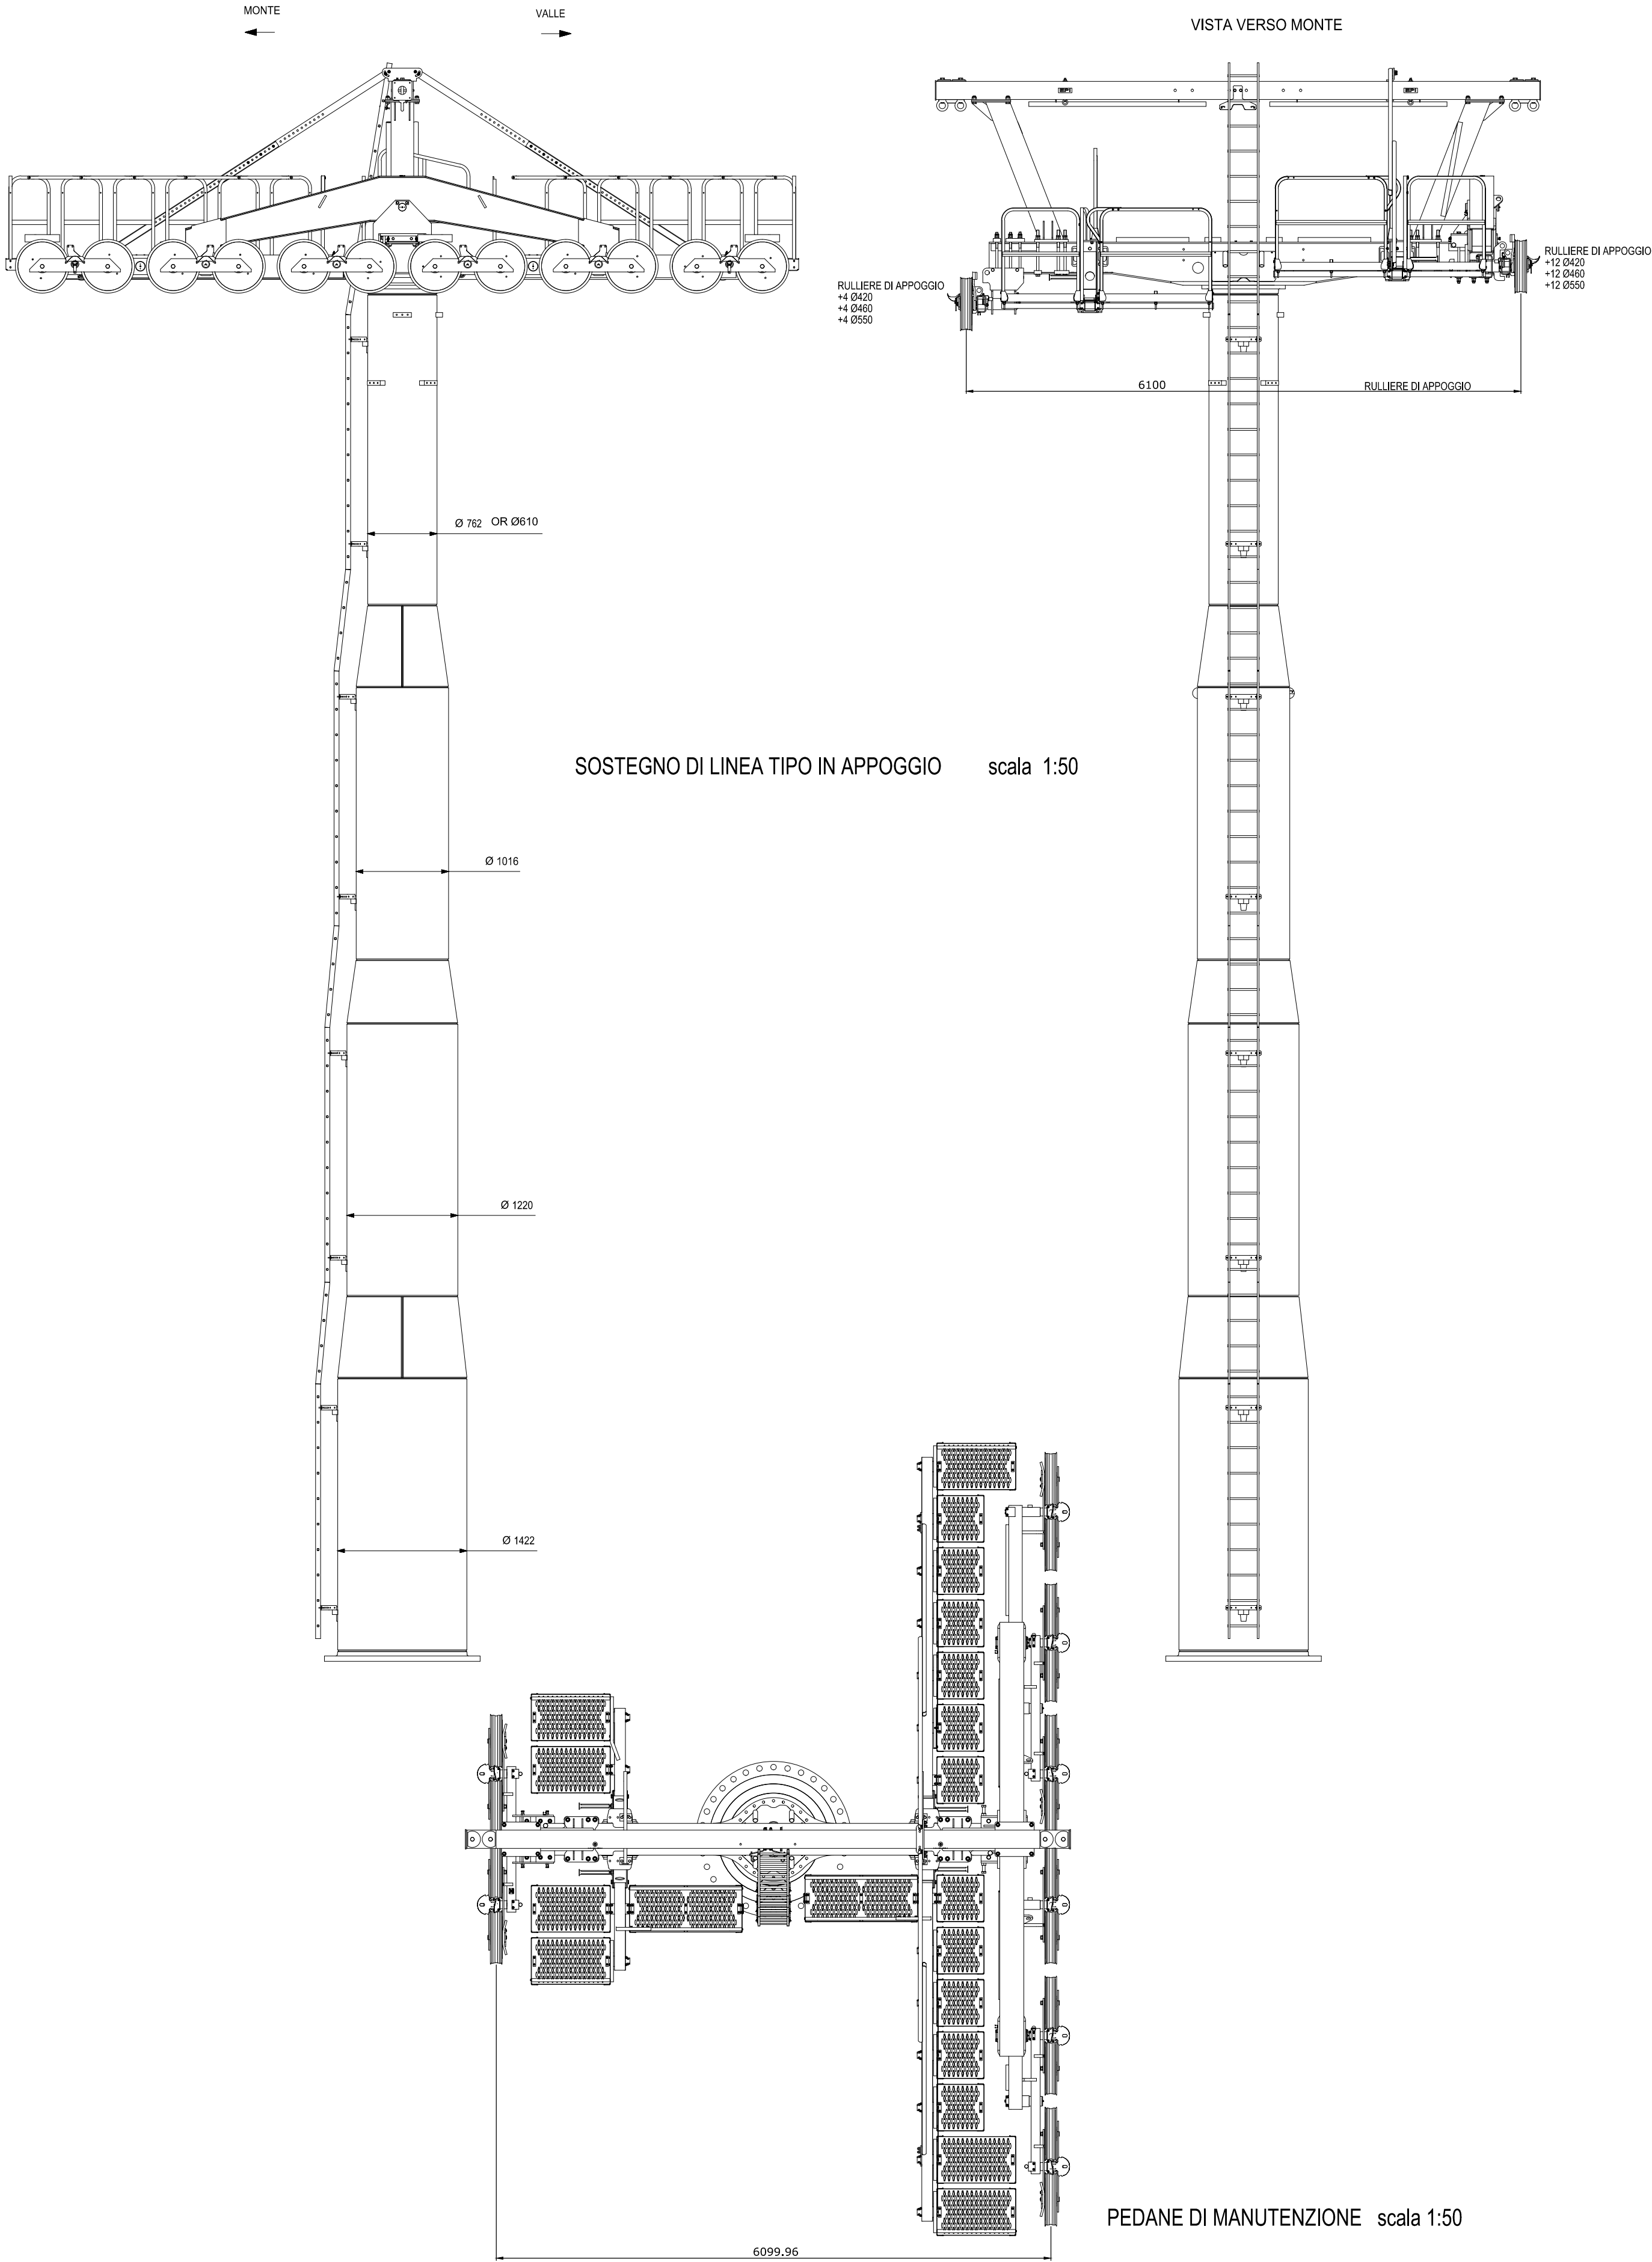 MONTE
VALLE
VISTA VERSO MONTE
RULLIERE DI APPOGGIO
+12 Ø420
+12 Ø460
+12 Ø550
RULLIERE DI APPOGGIO
+4 Ø420
+4 Ø460
+4 Ø550
6100
RULLIERE DI APPOGGIO
Ø 762 OR Ø610
SOSTEGNO DI LINEA TIPO IN APPOGGIO scala 1:50
Ø 1016
Ø 1220
Ø 1422
PEDANE DI MANUTENZIONE scala 1:50
6099.96